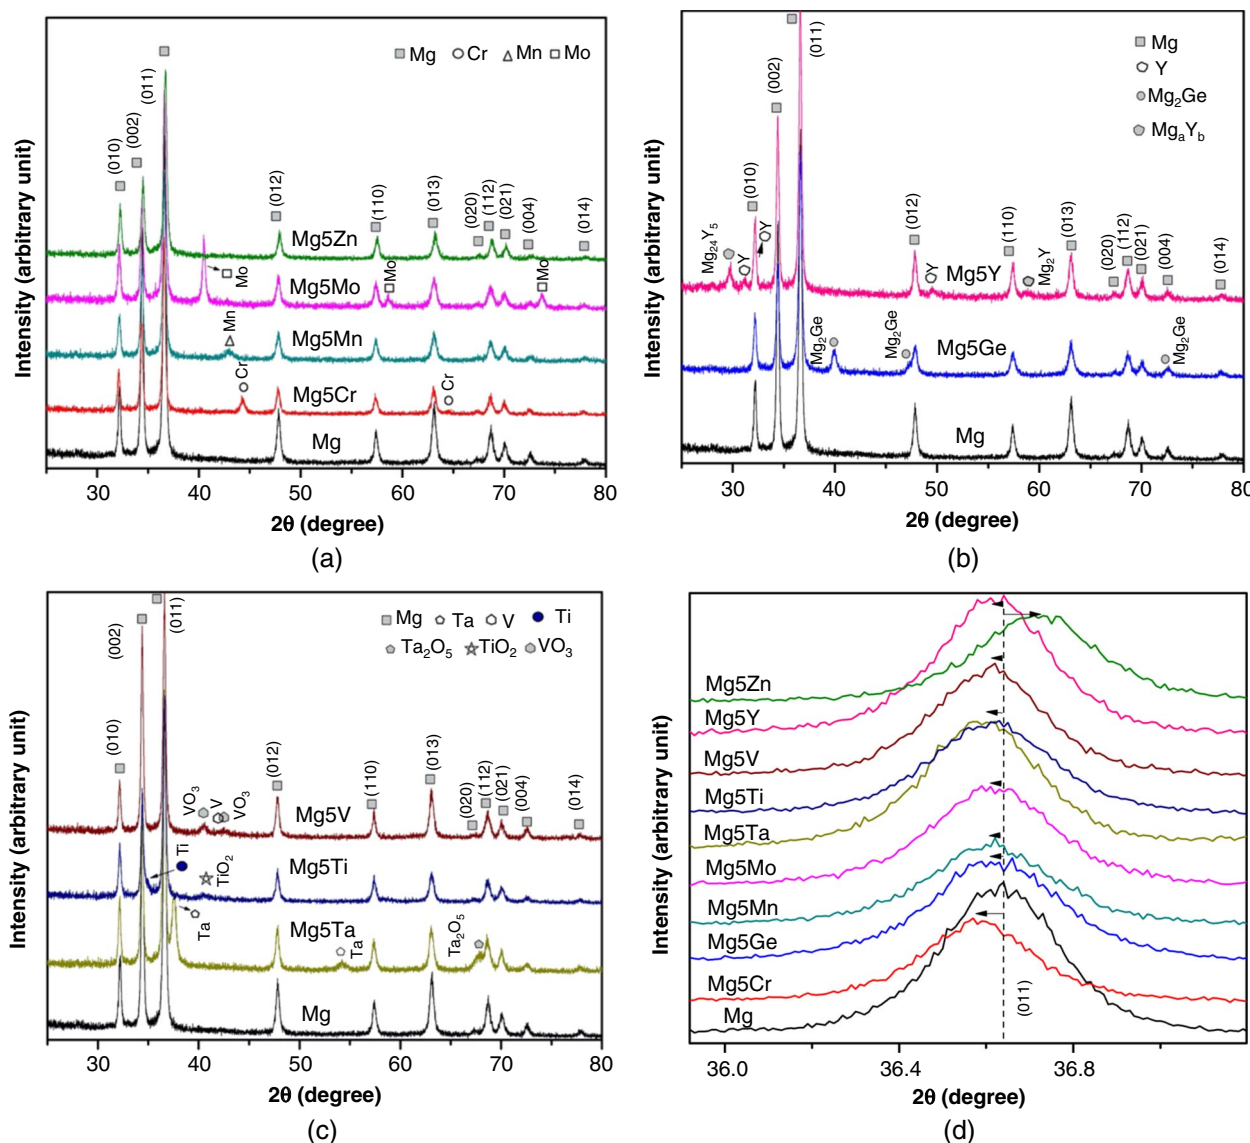 Intensity (arbitrary unit)
Mg Cr Mn Mo
(010)
(002)
(011)
(012)
(110)
(013)
(020)
(112)
(021)
(004)
(014)
Mg5Zn
Mo
Mo
Mo
Mg5Mo
Mn
Mg5Mn
Cr
Cr
Mg5Cr
Mg
30 40 50 60 70 80
2θ (degree)
(a)
Intensity (arbitrary unit)
Mg
Y
Mg2Ge
MgaYb
(010)
(002)
(011)
(012)
(110)
(013)
(020)
(112)
(021)
(004)
(014)
Mg24Y5
Y
Y
Y
Mg5Y
Mg2Y
Mg2Ge
Mg2Ge
Mg5Ge
Mg2Ge
Mg
30 40 50 60 70 80
2θ (degree)
(b)
Intensity (arbitrary unit)
Mg Ta V Ti
Ta2O5 TiO2 VO3
(010)
(002)
(011)
(012)
(110)
(013)
(020)
(112)
(021)
(004)
(014)
VO3
V
VO3
Mg5V
Ti
TiO2
Mg5Ti
Ta
Mg5Ta
Ta
Ta2O5
Mg
30 40 50 60 70 80
2θ (degree)
(c)
Intensity (arbitrary unit)
Mg5Zn
Mg5Y
Mg5V
Mg5Ti
Mg5Ta
Mg5Mo
Mg5Mn
Mg5Ge
Mg5Cr
Mg
(011)
36.0 36.4 36.8
2θ (degree)
(d)